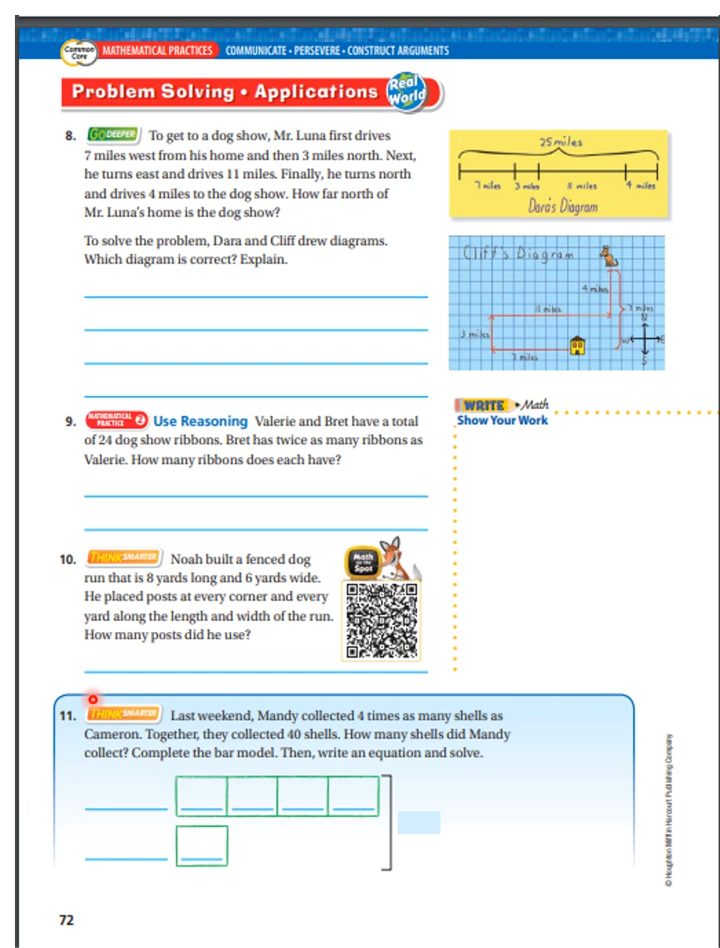 Common
Core
MATHEMATICAL PRACTICES COMMUNICATE • PERSEVERE • CONSTRUCT ARGUMENTS
Problem Solving • Applications
Real
World
8. GO DEEPER To get to a dog show, Mr. Luna first drives
7 miles west from his home and then 3 miles north. Next,
he turns east and drives 11 miles. Finally, he turns north
and drives 4 miles to the dog show. How far north of
Mr. Luna's home is the dog show?
To solve the problem, Dara and Cliff drew diagrams.
Which diagram is correct? Explain.
25 miles
7 miles 3 miles 11 miles 4 miles
Dara's Diagram
Cliff's Diagram
4 miles
11 miles 7 miles
N
3 miles W E
7 miles S
9. MATHEMATICAL PRACTICE 2 Use Reasoning Valerie and Bret have a total
of 24 dog show ribbons. Bret has twice as many ribbons as
Valerie. How many ribbons does each have?
WRITE • Math
Show Your Work
10. THINK SMARTER Noah built a fenced dog
run that is 8 yards long and 6 yards wide.
He placed posts at every corner and every
yard along the length and width of the run.
How many posts did he use?
Math
on the
Spot
11. THINK SMARTER Last weekend, Mandy collected 4 times as many shells as
Cameron. Together, they collected 40 shells. How many shells did Mandy
collect? Complete the bar model. Then, write an equation and solve.
© Houghton Mifflin Harcourt Publishing Company
72